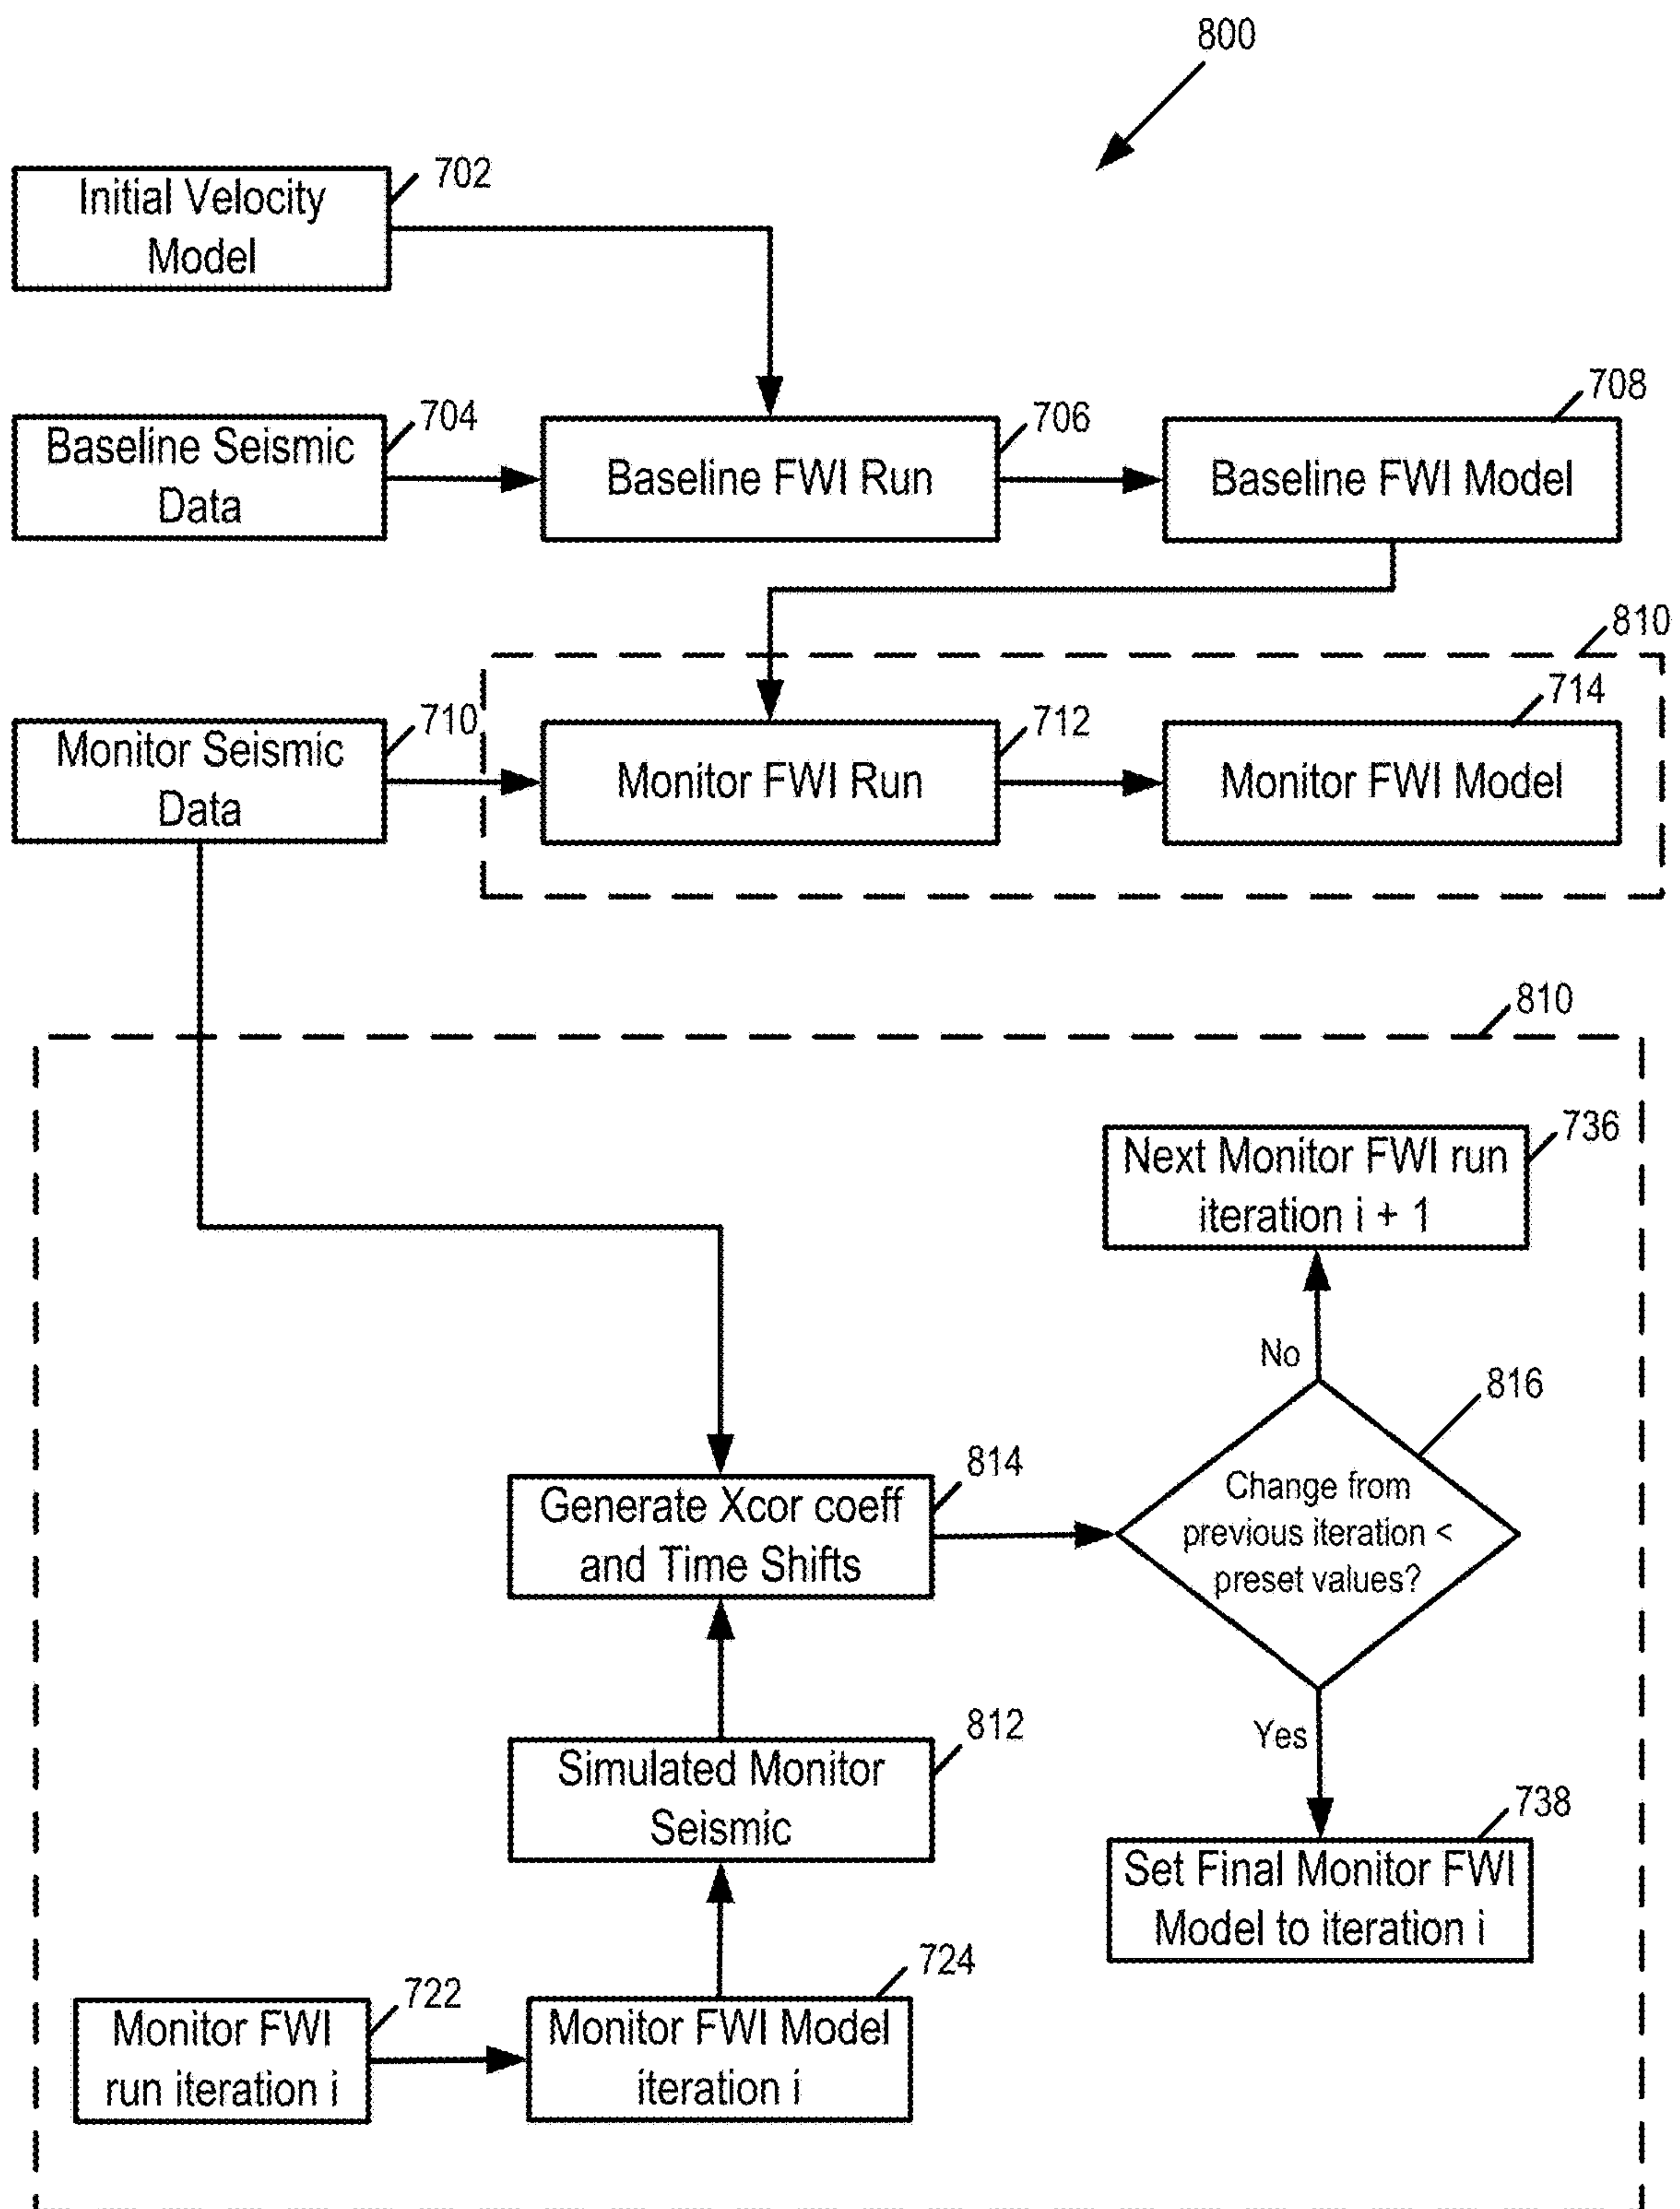 800
702
Initial Velocity
Model
704
Baseline Seismic
Data
706
Baseline FWI Run
708
Baseline FWI Model
810
710
Monitor Seismic
Data
712
Monitor FWI Run
714
Monitor FWI Model
810
736
Next Monitor FWI run
iteration i + 1
No
816
Change from
previous iteration <
preset values?
814
Generate Xcor coeff
and Time Shifts
Yes
812
Simulated Monitor
Seismic
738
Set Final Monitor FWI
Model to iteration i
722
Monitor FWI
run iteration i
724
Monitor FWI Model
iteration i